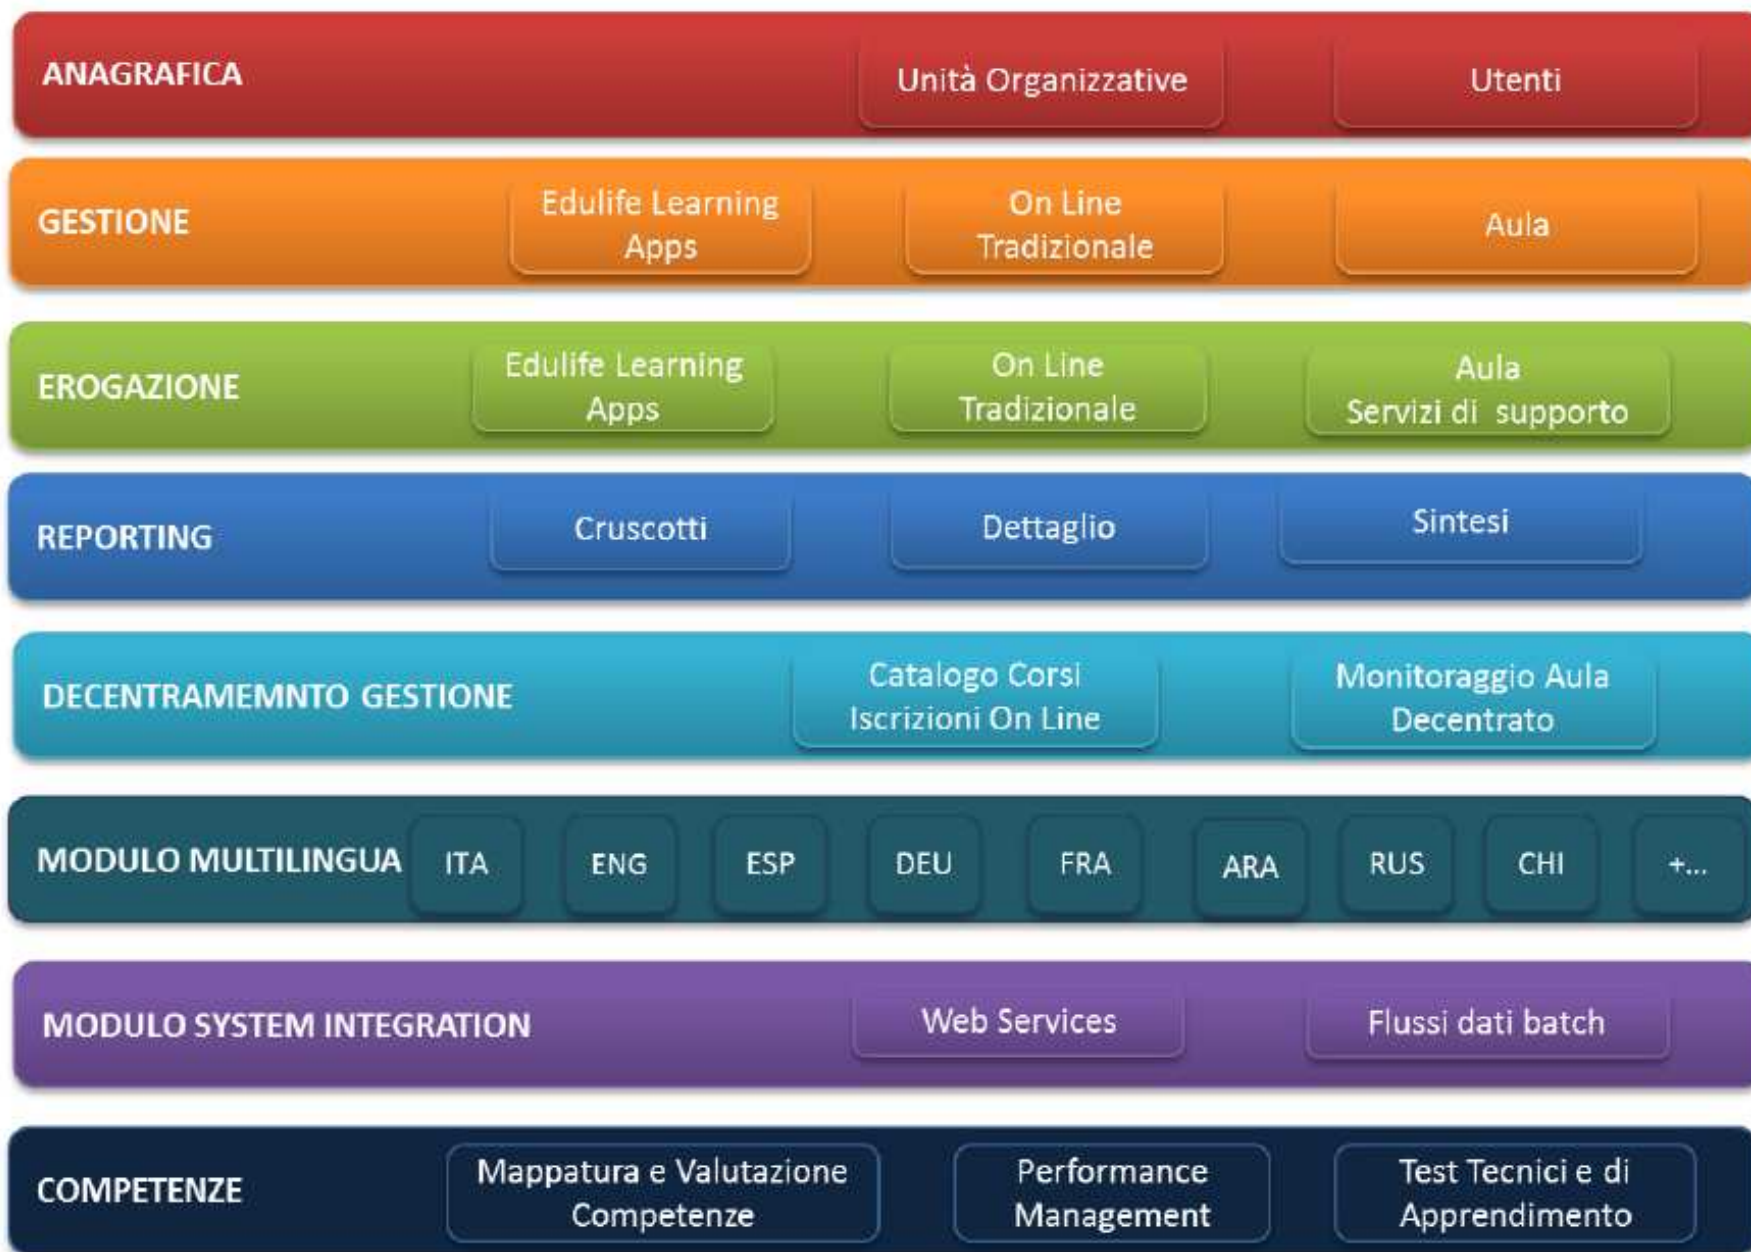 ANAGRAFICA
Unità Organizzative
Utenti
GESTIONE
Edulife Learning
Apps
On Line
Tradizionale
Aula
EROGAZIONE
Edulife Learning
Apps
On Line
Tradizionale
Aula
Servizi di supporto
REPORTING
Cruscotti
Dettaglio
Sintesi
DECENTRAMEMNTO GESTIONE
Catalogo Corsi
Iscrizioni On Line
Monitoraggio Aula
Decentrato
MODULO MULTILINGUA
ITA
ENG
ESP
DEU
FRA
ARA
RUS
CHI
+...
MODULO SYSTEM INTEGRATION
Web Services
Flussi dati batch
COMPETENZE
Mappatura e Valutazione
Competenze
Performance
Management
Test Tecnici e di
Apprendimento